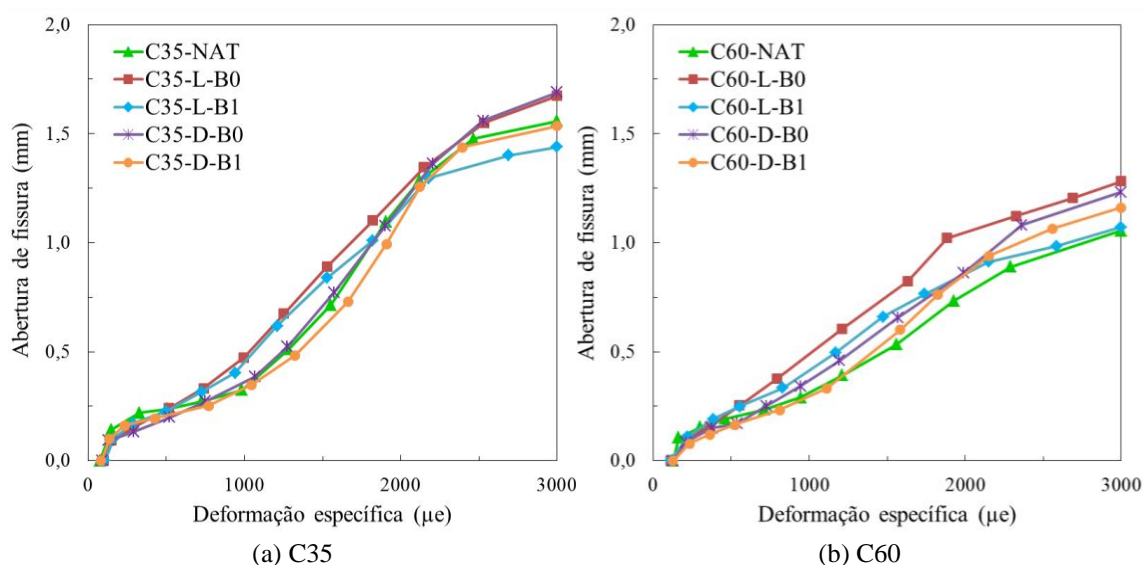 2,0
1,5
1,0
0,5
0,0
0
1000
2000
3000
Abertura de fissura (mm)
Deformação específica (µe)
C35-NAT
C35-L-B0
C35-L-B1
C35-D-B0
C35-D-B1
(a) C35
2,0
1,5
1,0
0,5
0,0
0
1000
2000
3000
Abertura de fissura (mm)
Deformação específica (µe)
C60-NAT
C60-L-B0
C60-L-B1
C60-D-B0
C60-D-B1
(b) C60